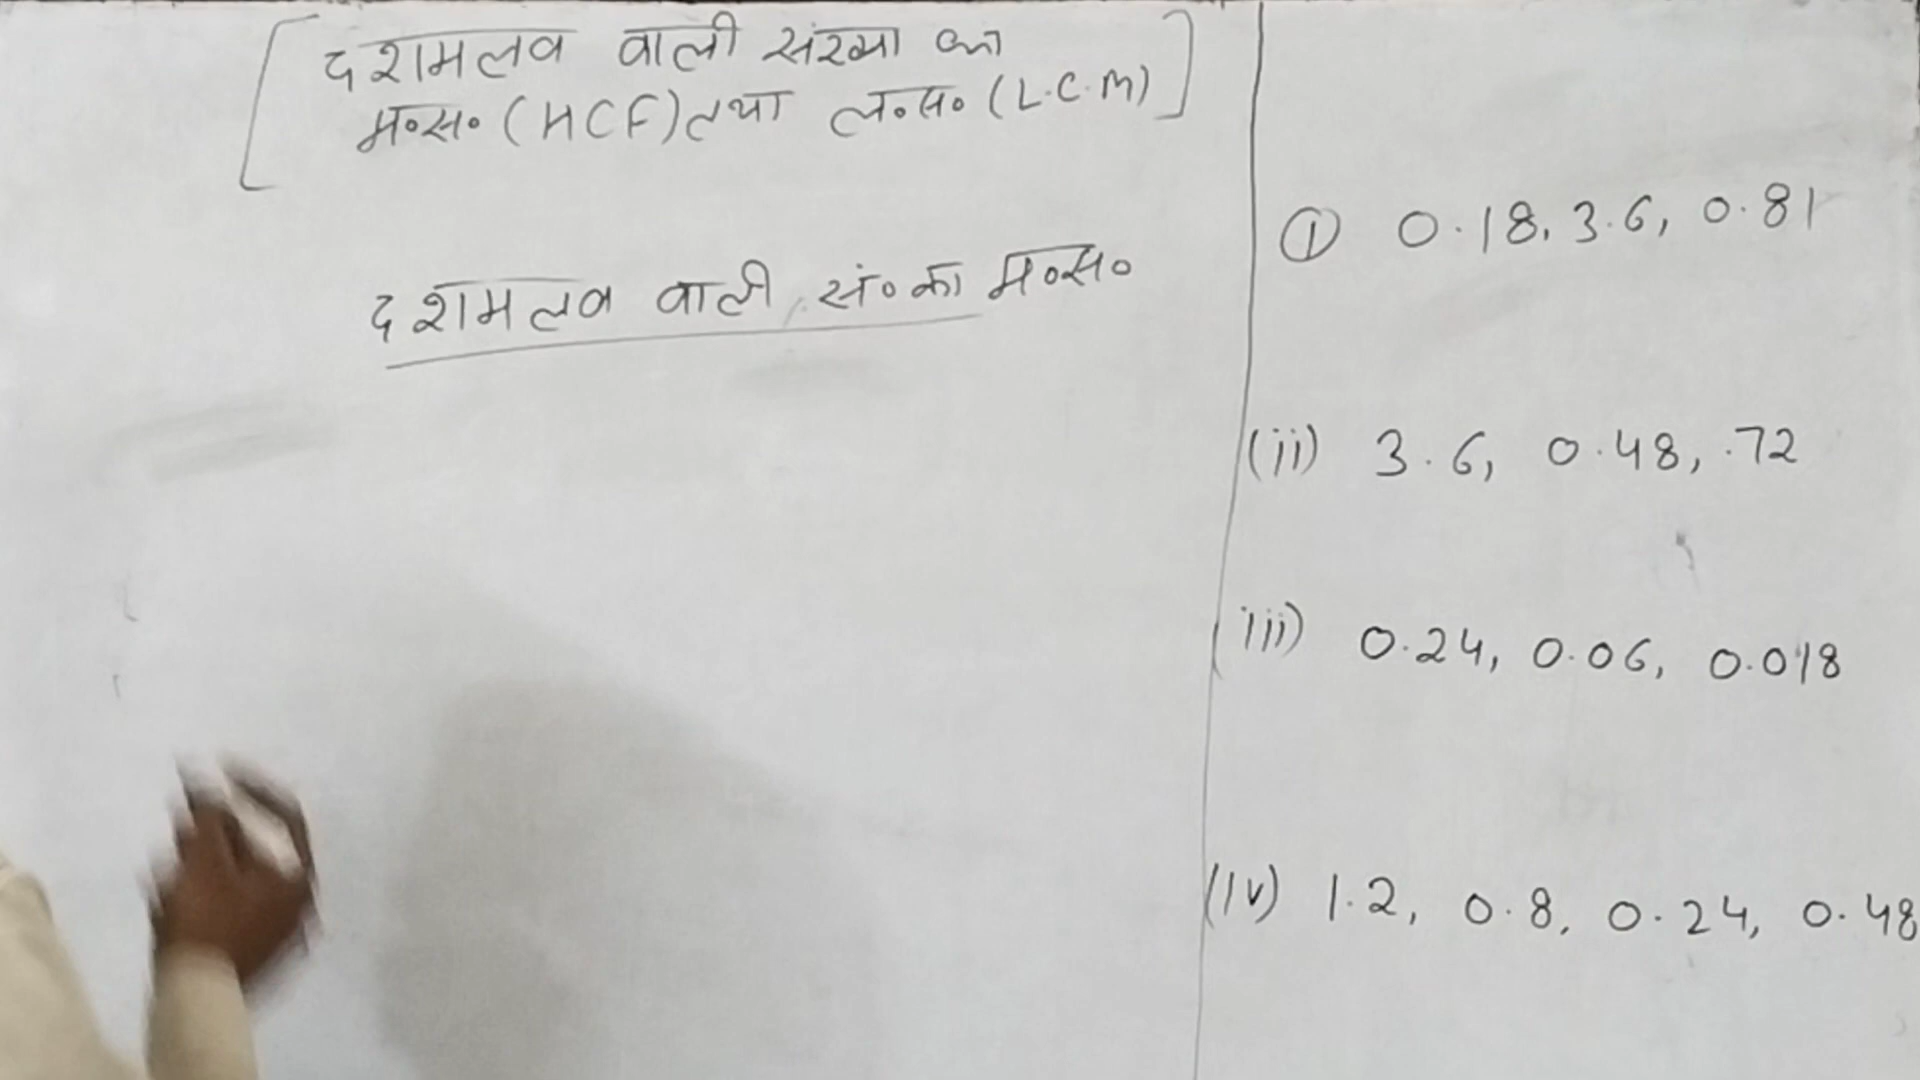 [दशमलव वाली संख्या का
म०स० (HCF) तथा ल०स० (L.C.M)]
दशमलव वाली सं० का म०स०
① 0.18, 3.6, 0.81
(ii) 3.6, 0.48, .72
(iii) 0.24, 0.06, 0.018
(iv) 1.2, 0.8, 0.24, 0.48